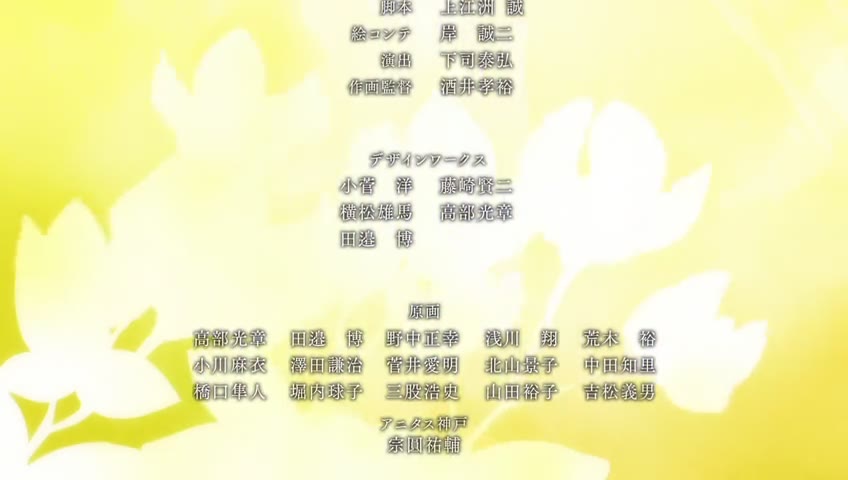 脚本　上江洲 誠
絵コンテ　岸　誠二
演出　下司泰弘
作画監督　酒井孝裕
デザインワークス
小菅　洋　藤崎賢二
横松雄馬　高部光章
田邉　博
原画
高部光章　田邉　博　野中正幸　浅川　翔　荒木　裕
小川麻衣　澤田謙治　菅井愛明　北山景子　中田知里
橋口隼人　堀内球子　三股浩史　山田裕子　吉松義男
アニタス神戸
宗圓祐輔